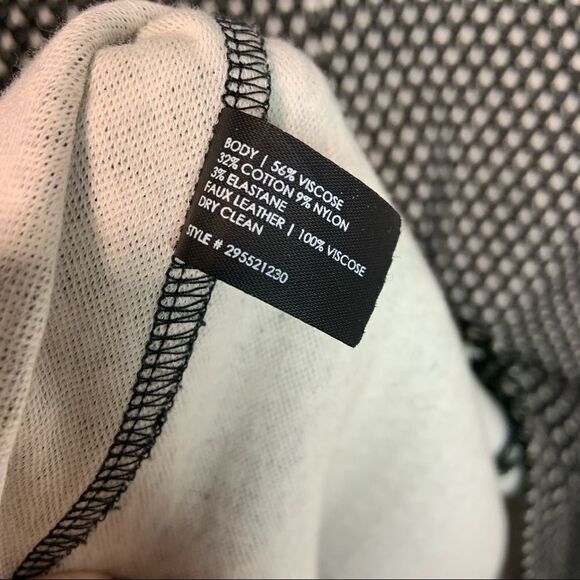 BODY | 56% VISCOSE
32% COTTON 9% NYLON
3% ELASTANE
FAUX LEATHER | 100% VISCOSE
DRY CLEAN
STYLE # 295521230